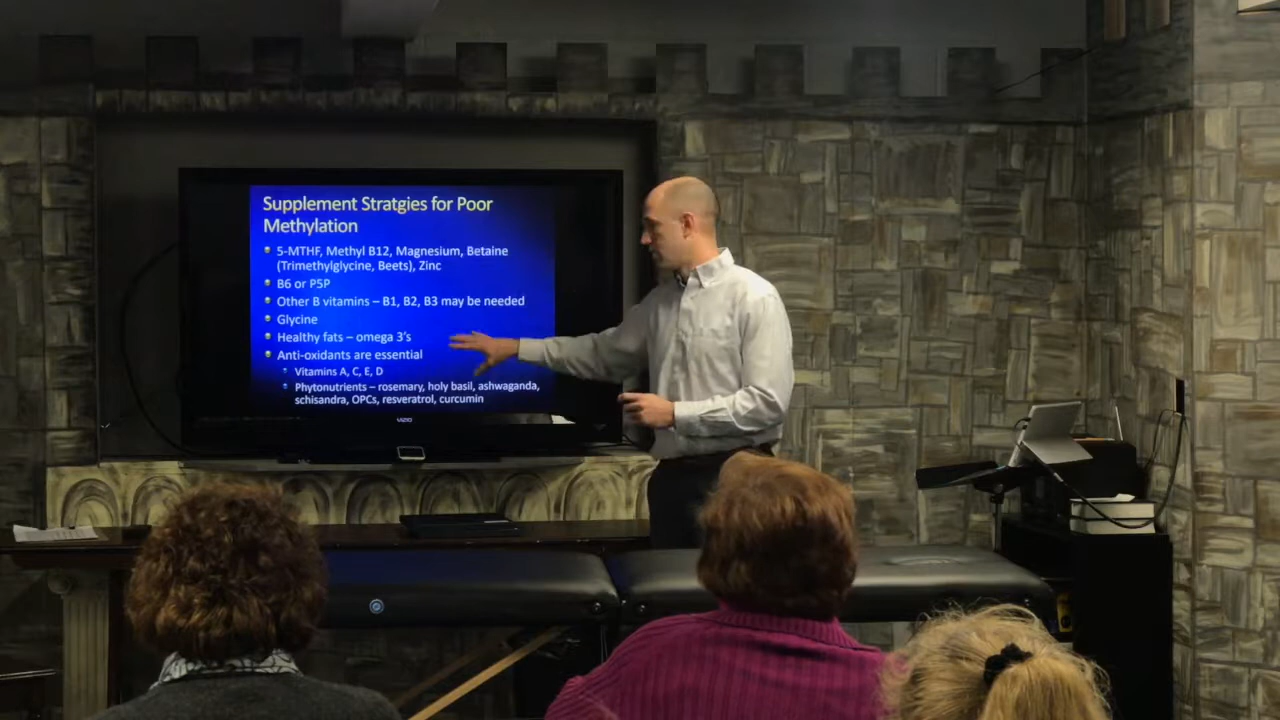 Supplement Stratgies for Poor
Methylation
5-MTHF, Methyl B12, Magnesium, Betaine
(Trimethylglycine, Beets), Zinc
B6 or P5P
Other B vitamins – B1, B2, B3 may be needed
Glycine
Healthy fats – omega 3's
Anti-oxidants are essential
Vitamins A, C, E, D
Phytonutrients – rosemary, holy basil, ashwaganda,
schisandra, OPCs, resveratrol, curcumin
VIZIO